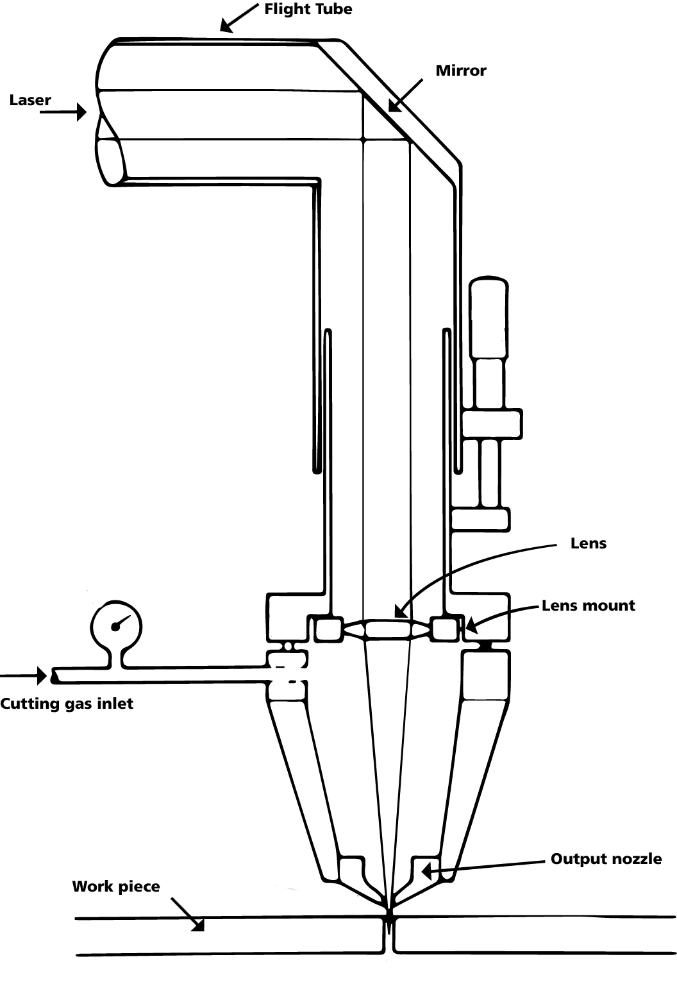 Flight Tube
Mirror
Laser
Lens
Lens mount
Cutting gas inlet
Output nozzle
Work piece